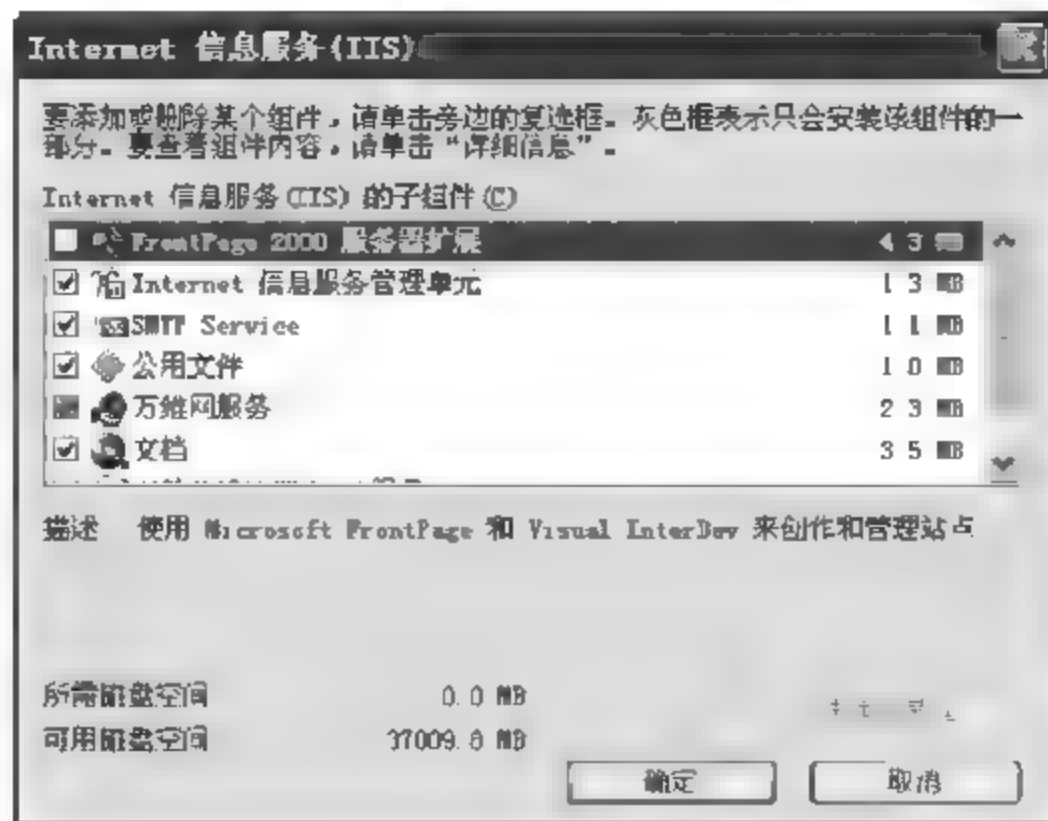 Internet 信息服务(IIS)
要添加或删除某个组件，请单击旁边的复选框。灰色框表示只会安装该组件的一
部分。要查看组件内容，请单击“详细信息”。
Internet 信息服务(IIS) 的子组件(C)
FrontPage 2000 服务器扩展 4 3
Internet 信息服务管理单元 1 3 MB
SMTP Service 1 1 MB
公用文件 1 0 MB
万维网服务 2 3 MB
文档 3 5 MB
描述 使用 Microsoft FrontPage 和 Visual InterDev 来创作和管理站点
所需磁盘空间 0.0 MB
可用磁盘空间 37009.8 MB
确定 取消